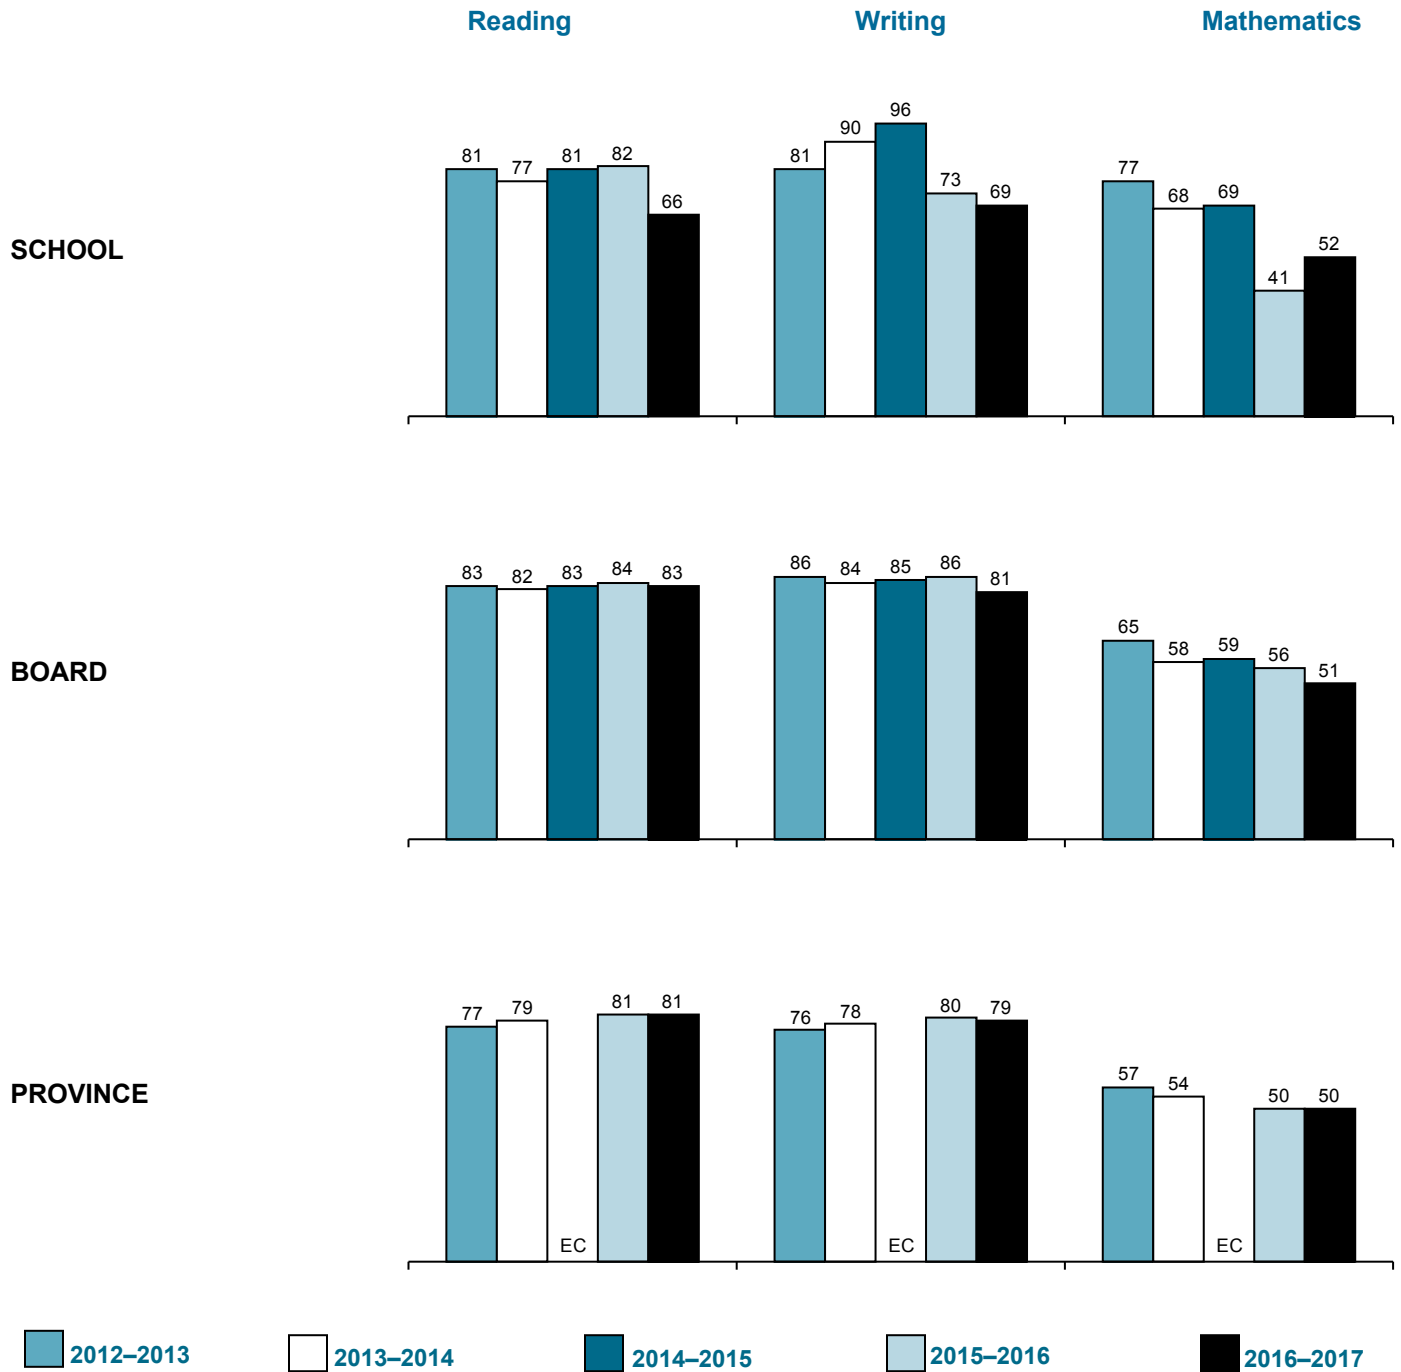 Reading Writing Mathematics
96
90
81 77 81 82 66
81 73 69
77 68 69 41 52
SCHOOL
83 82 83 84 83
86 84 85 86 81
65 58 59 56 51
BOARD
77 79 EC 81 81
76 78 EC 80 79
57 54 EC 50 50
PROVINCE
2012–2013 2013–2014 2014–2015 2015–2016 2016–2017